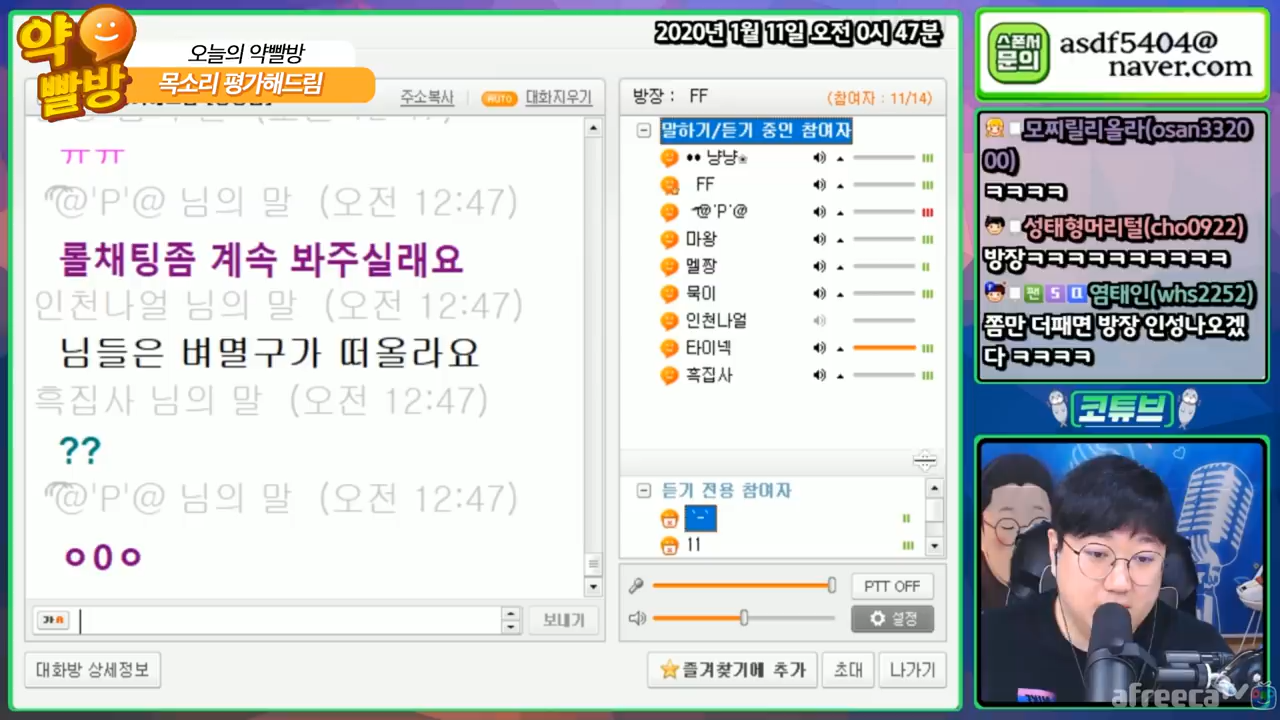 약빨방
오늘의 약빨방
목소리 평가해드림
2020년 1월 11일 오전 0시 47분
스폰서
문의
asdf5404@
naver.com
주소복사
AUTO
대화지우기
ㅠㅠ
@'P'@ 님의 말 (오전 12:47)
롤채팅좀 계속 봐주실래요
인천나얼 님의 말 (오전 12:47)
님들은 벼멸구가 떠올라요
흑집사 님의 말 (오전 12:47)
??
@'P'@ 님의 말 (오전 12:47)
ㅇ0ㅇ
가A
보내기
대화방 상세정보
방장 : FF
(참여자 : 11/14)
말하기/듣기 중인 참여자
•• 냥냥
FF
@'P'@
마왕
멜짱
묵이
인천나얼
타이넥
흑집사
듣기 전용 참여자
`-´
11
PTT OFF
설정
즐겨찾기에 추가
초대
나가기
모찌릴리올라(osan3320
00)
ㅋㅋㅋㅋ
성태형머리털(cho0922)
방장ㅋㅋㅋㅋㅋㅋㅋㅋㅋㅋ
팬 S 염태인(whs2252)
쫌만 더패면 방장 인성나오겠
다 ㅋㅋㅋㅋ
코튜브
afreecaTV